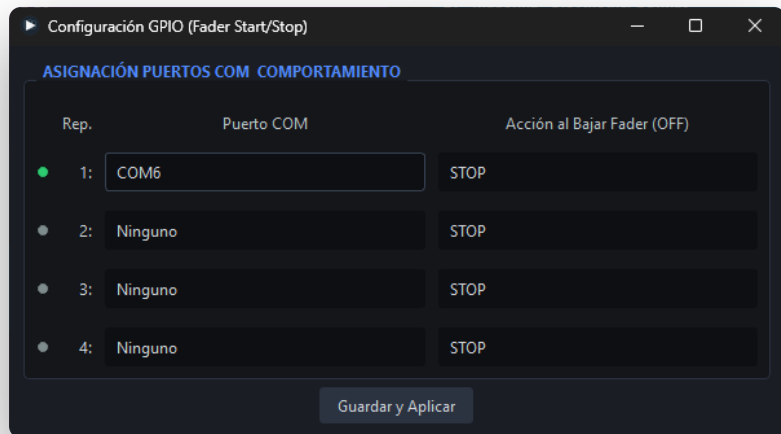 Configuración GPIO (Fader Start/Stop)
ASIGNACIÓN PUERTOS COM  COMPORTAMIENTO
Rep. Puerto COM Acción al Bajar Fader (OFF)
1: COM6 STOP
2: Ninguno STOP
3: Ninguno STOP
4: Ninguno STOP
Guardar y Aplicar